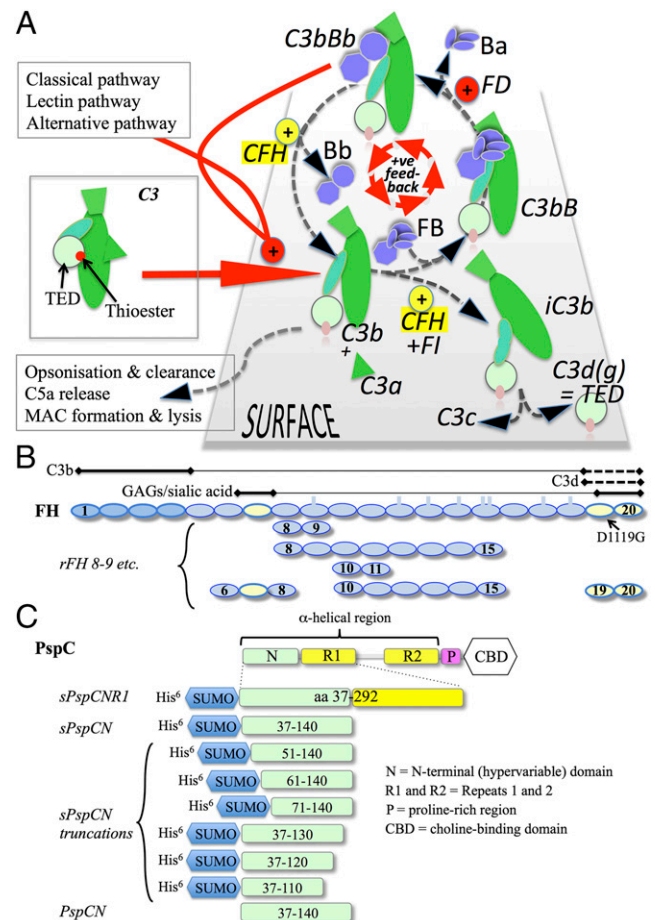 A
C3bBb
Ba
Classical pathway
Lectin pathway
Alternative pathway
+
FD
+
CFH
Bb
+ve
feed-
back
C3bB
C3
FB
+
TED
Thioester
iC3b
C3b
+
C3a
+
CFH
+FI
Opsonisation & clearance
C5a release
MAC formation & lysis
C3d(g)
= TED
C3c
SURFACE
B
C3b
C3d
GAGs/sialic acid
FH 1 20
D1119G
8 9
rFH 8-9 etc.
8 15
10 11
6 8 10 15 19 20
C
α-helical region
PspC
N R1 R2 P CBD
sPspCNR1 His6 SUMO aa 37-292
sPspCN His6 SUMO 37-140
His6 SUMO 51-140
His6 SUMO 61-140
His6 SUMO 71-140
sPspCN
truncations
His6 SUMO 37-130
His6 SUMO 37-120
His6 SUMO 37-110
PspCN 37-140
N = N-terminal (hypervariable) domain
R1 and R2 = Repeats 1 and 2
P = proline-rich region
CBD = choline-binding domain